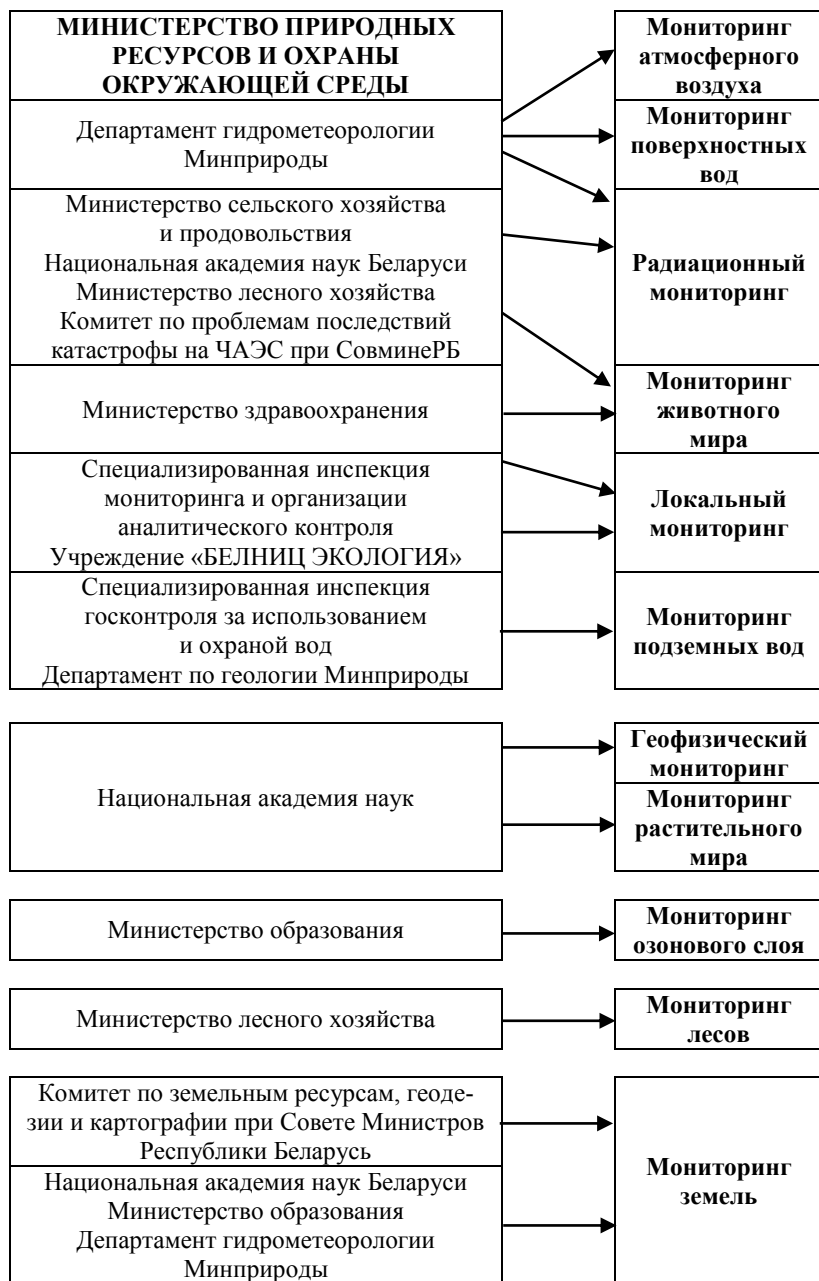 МИНИСТЕРСТВО ПРИРОДНЫХ
РЕСУРСОВ И ОХРАНЫ
ОКРУЖАЮЩЕЙ СРЕДЫ
Мониторинг
атмосферного
воздуха
Департамент гидрометеорологии
Минприроды
Мониторинг
поверхностных
вод
Министерство сельского хозяйства
и продовольствия
Национальная академия наук Беларуси
Министерство лесного хозяйства
Комитет по проблемам последствий
катастрофы на ЧАЭС при СовминеРБ
Радиационный
мониторинг
Министерство здравоохранения
Мониторинг
животного
мира
Специализированная инспекция
мониторинга и организации
аналитического контроля
Учреждение «БЕЛНИЦ ЭКОЛОГИЯ»
Локальный
мониторинг
Специализированная инспекция
госконтроля за использованием
и охраной вод
Департамент по геологии Минприроды
Мониторинг
подземных вод
Национальная академия наук
Геофизический
мониторинг
Мониторинг
растительного
мира
Министерство образования
Мониторинг
озонового слоя
Министерство лесного хозяйства
Мониторинг
лесов
Комитет по земельным ресурсам, геоде-
зии и картографии при Совете Министров
Республики Беларусь
Национальная академия наук Беларуси
Министерство образования
Департамент гидрометеорологии
Минприроды
Мониторинг
земель